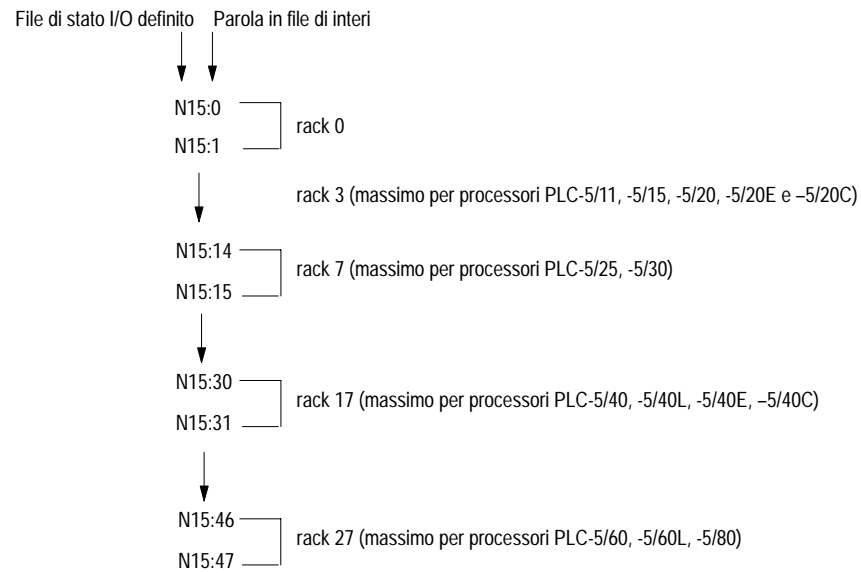 File di stato I/O definito Parola in file di interi
N15:0
rack 0
N15:1
rack 3 (massimo per processori PLC-5/11, -5/15, -5/20, -5/20E e –5/20C)
N15:14
rack 7 (massimo per processori PLC-5/25, -5/30)
N15:15
N15:30
rack 17 (massimo per processori PLC-5/40, -5/40L, -5/40E, –5/40C)
N15:31
N15:46
rack 27 (massimo per processori PLC-5/60, -5/60L, -5/80)
N15:47